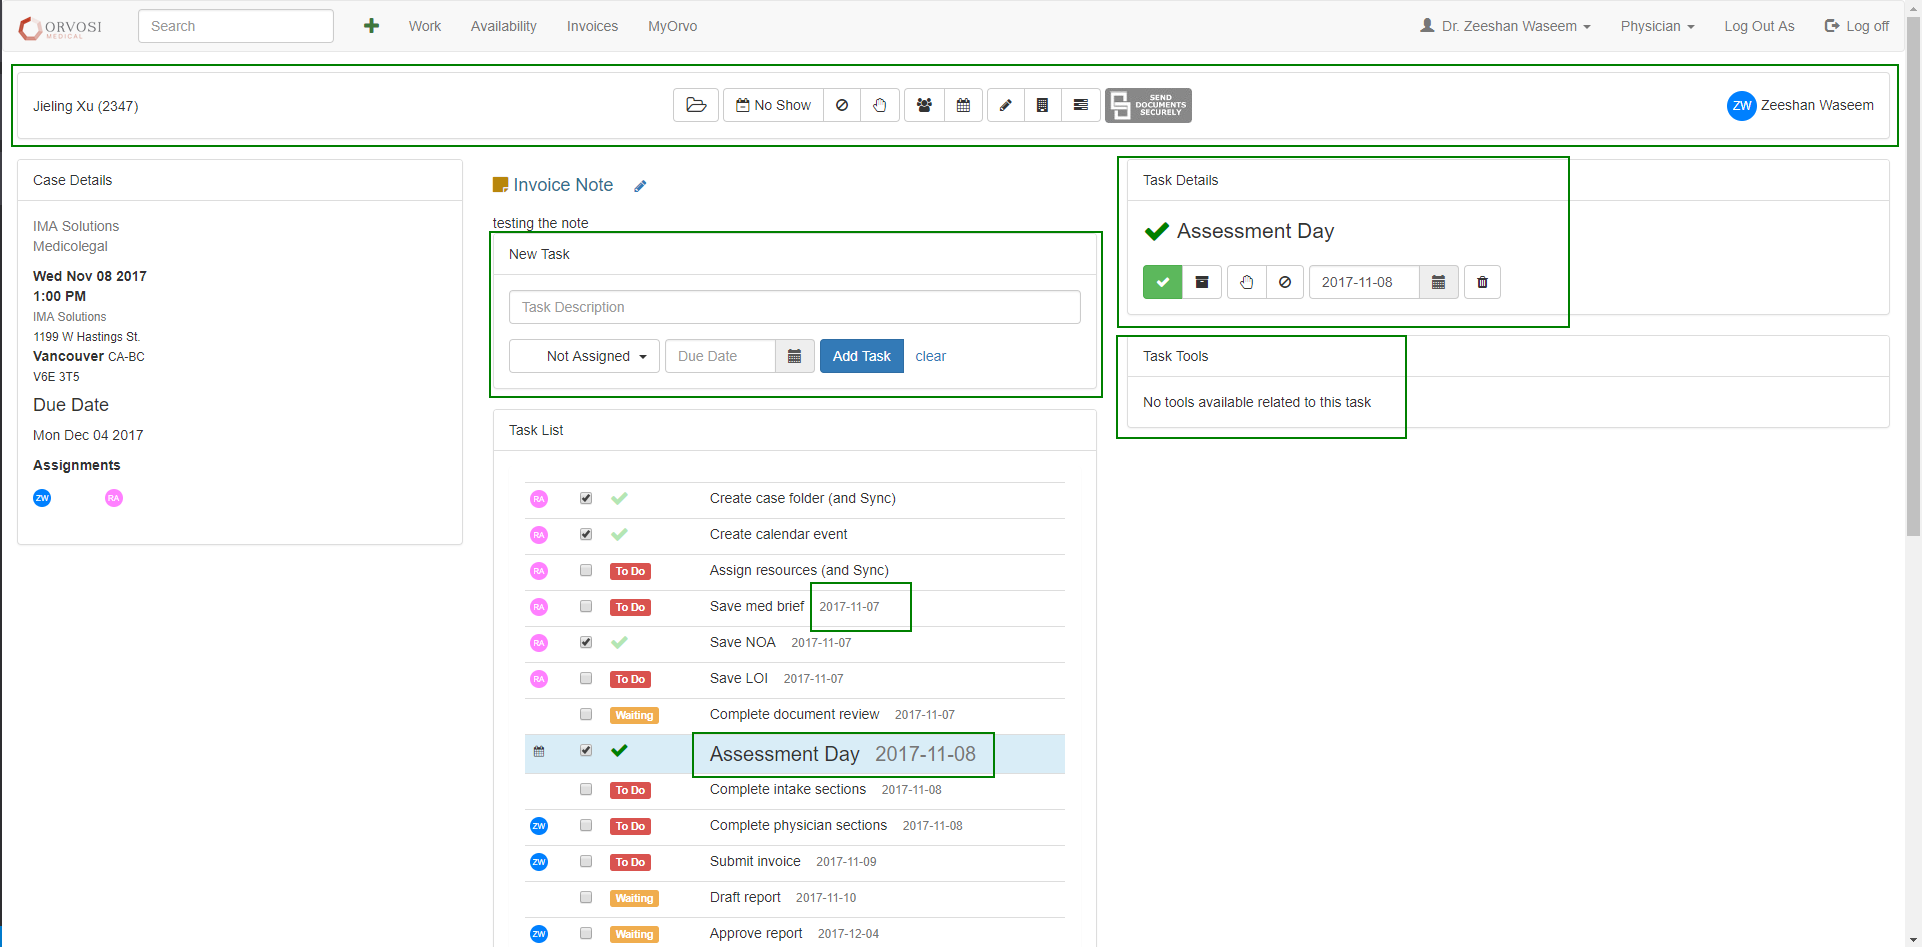 ORVOSI
MEDICAL
Search
Work Availability Invoices MyOrvo
Dr. Zeeshan Waseem Physician Log Out As Log off
Jieling Xu (2347)
No Show
SEND
DOCUMENTS
SECURELY
ZW Zeeshan Waseem
Case Details
IMA Solutions
Medicolegal
Wed Nov 08 2017
1:00 PM
IMA Solutions
1199 W Hastings St.
Vancouver CA-BC
V6E 3T5
Due Date
Mon Dec 04 2017
Assignments
ZW RA
Invoice Note
testing the note
New Task
Task Description
Not Assigned Due Date Add Task clear
Task List
RA Create case folder (and Sync)
RA Create calendar event
RA To Do Assign resources (and Sync)
RA To Do Save med brief 2017-11-07
RA Save NOA 2017-11-07
RA To Do Save LOI 2017-11-07
Waiting Complete document review 2017-11-07
Assessment Day 2017-11-08
To Do Complete intake sections 2017-11-08
ZW To Do Complete physician sections 2017-11-08
ZW To Do Submit invoice 2017-11-09
Waiting Draft report 2017-11-10
ZW Waiting Approve report 2017-12-04
Task Details
Assessment Day
2017-11-08
Task Tools
No tools available related to this task